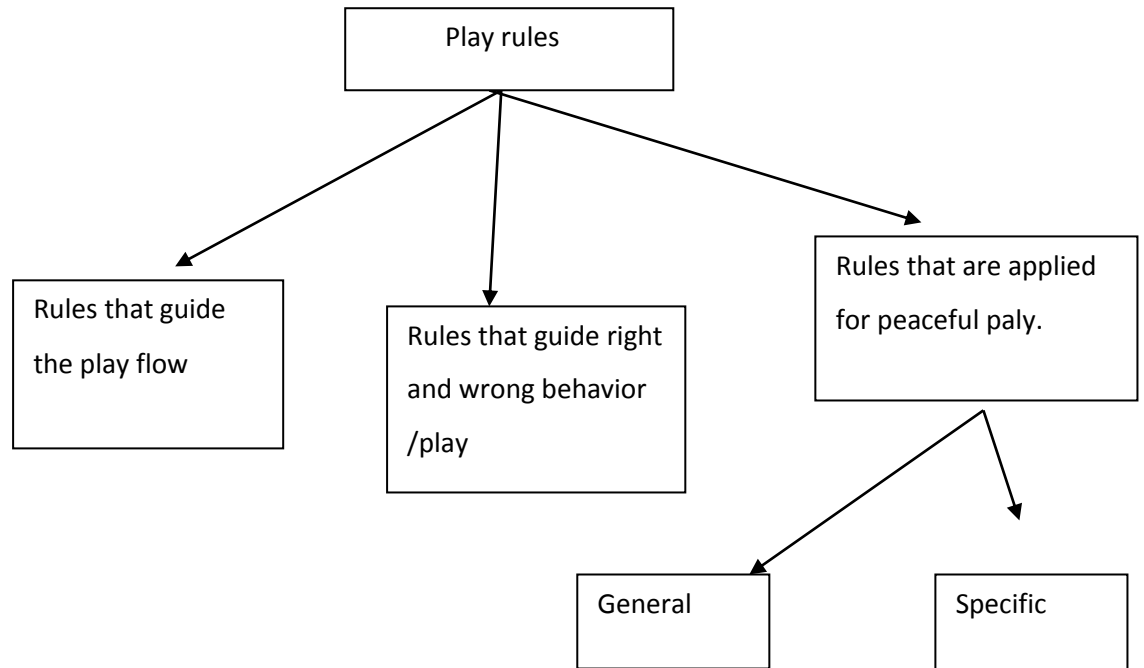 Play rules
Rules that guide
the play flow
Rules that guide right
and wrong behavior
/play
Rules that are applied
for peaceful paly.
General
Specific